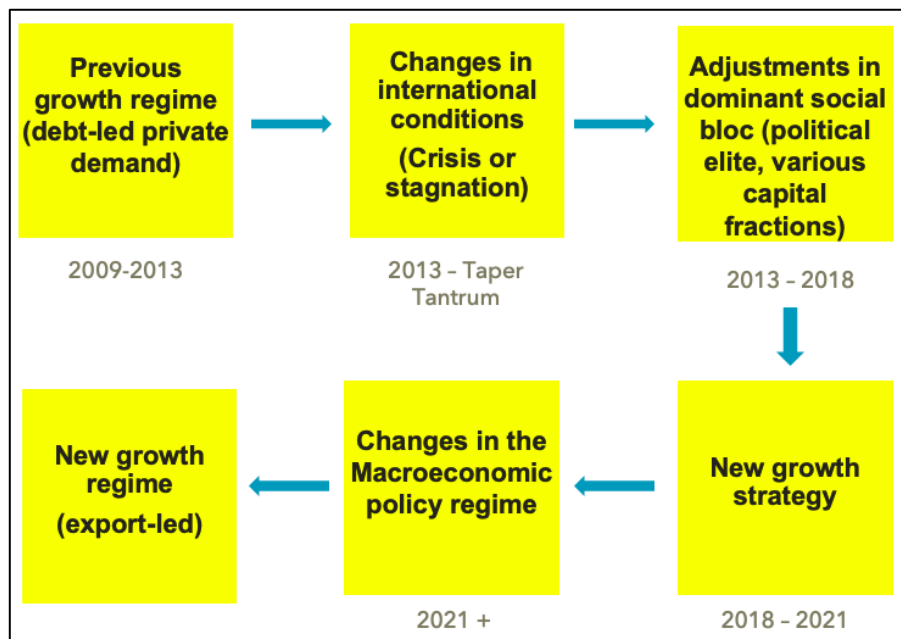 Previous
growth regime
(debt-led private
demand)
2009-2013
Changes in
international
conditions
(Crisis or
stagnation)
2013 – Taper
Tantrum
Adjustments in
dominant social
bloc (political
elite, various
capital
fractions)
2013 – 2018
New growth
strategy
2018 – 2021
Changes in the
Macroeconomic
policy regime
2021 +
New growth
regime
(export-led)